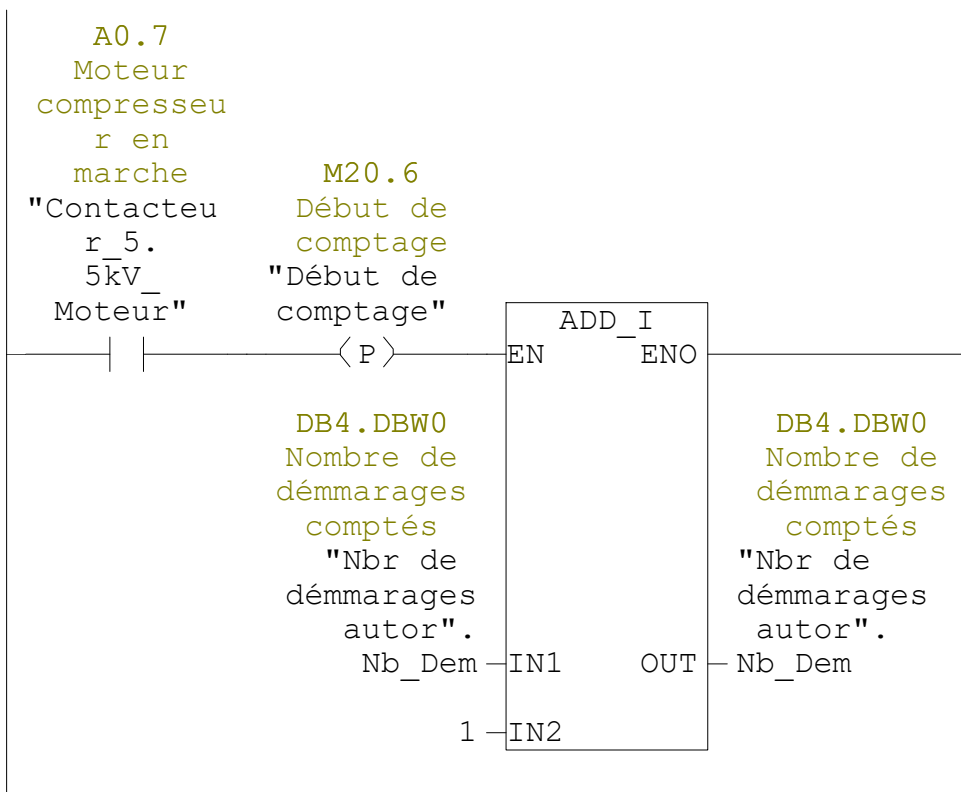 A0.7
Moteur
compresseu
r en
marche
"Contacteu
r_5.
5kV_
Moteur"
M20.6
Début de
comptage
"Début de
comptage"
P
ADD_I
EN ENO
DB4.DBW0
Nombre de
démmarages
comptés
"Nbr de
démmarages
autor".
Nb_Dem
IN1
1
IN2
OUT
DB4.DBW0
Nombre de
démmarages
comptés
"Nbr de
démmarages
autor".
Nb_Dem